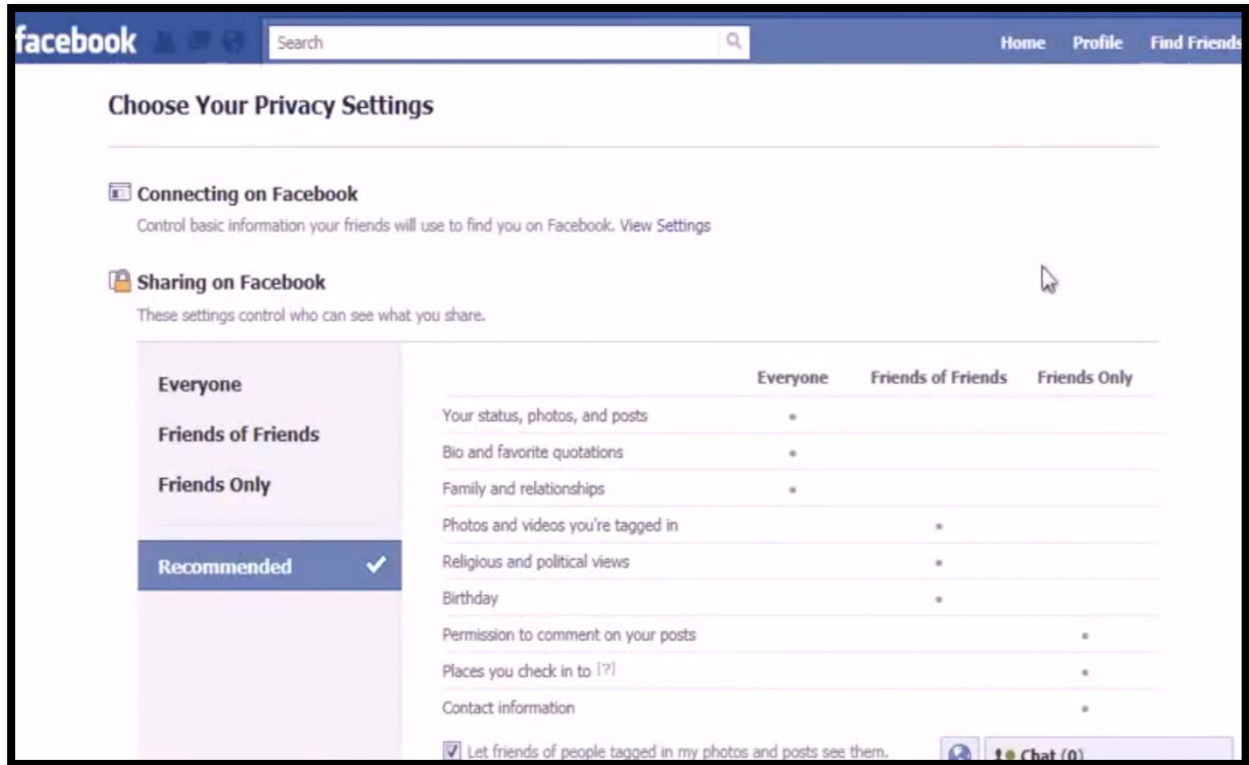 facebook Search Home Profile Find Friends
Choose Your Privacy Settings
Connecting on Facebook
Control basic information your friends will use to find you on Facebook. View Settings
Sharing on Facebook
These settings control who can see what you share.
Everyone
Friends of Friends
Friends Only
Recommended
Everyone Friends of Friends Friends Only
Your status, photos, and posts
Bio and favorite quotations
Family and relationships
Photos and videos you're tagged in
Religious and political views
Birthday
Permission to comment on your posts
Places you check in to [?]
Contact information
Let friends of people tagged in my photos and posts see them.
Chat (0)